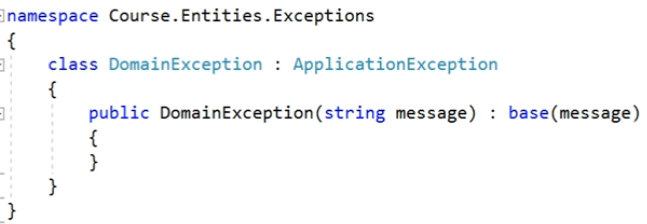 namespace Course.Entities.Exceptions
{
    class DomainException : ApplicationException
    {
        public DomainException(string message) : base(message)
        {
        }
    }
}